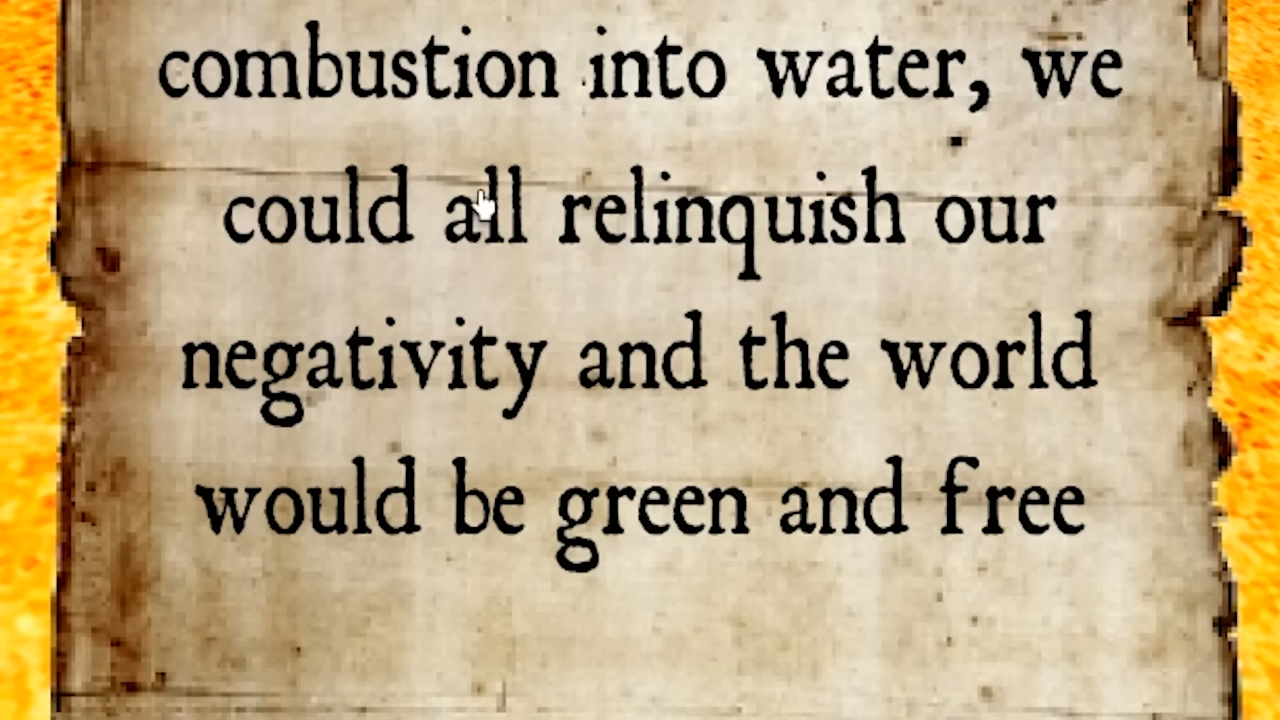 combustion into water, we
could all relinquish our
negativity and the world
would be green and free